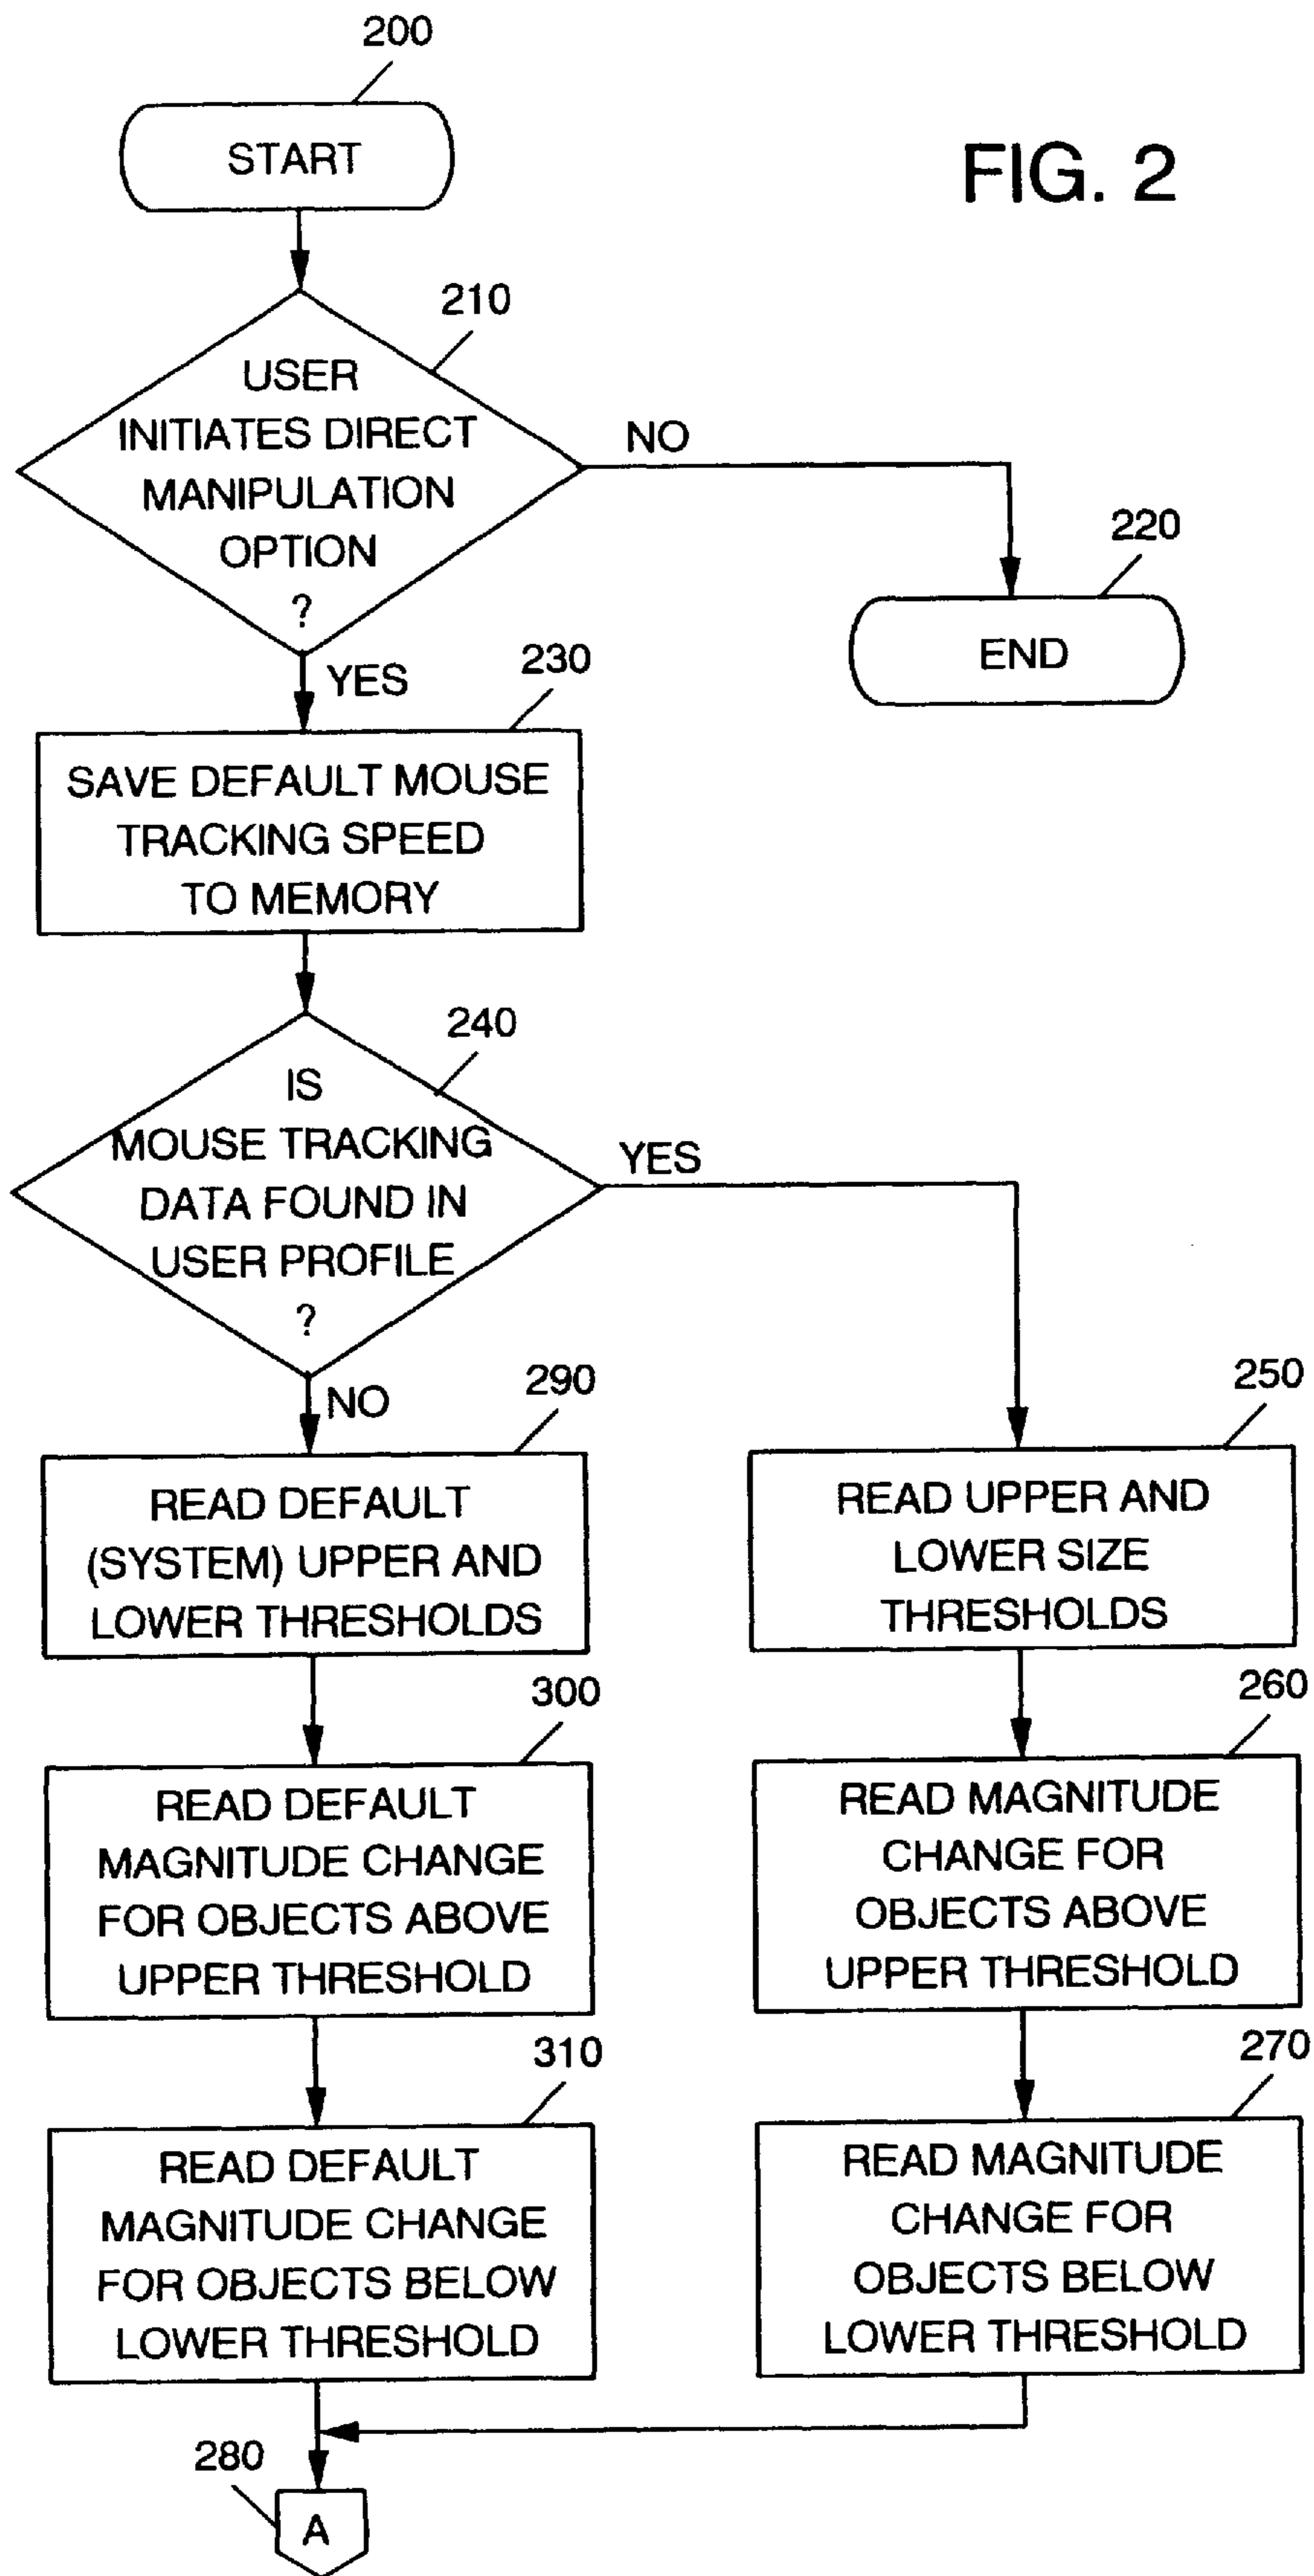 200
START
FIG. 2
210
USER
INITIATES DIRECT
MANIPULATION
OPTION
?
NO
220
END
YES
230
SAVE DEFAULT MOUSE
TRACKING SPEED
TO MEMORY
240
IS
MOUSE TRACKING
DATA FOUND IN
USER PROFILE
?
YES
NO
290
READ DEFAULT
(SYSTEM) UPPER AND
LOWER THRESHOLDS
250
READ UPPER AND
LOWER SIZE
THRESHOLDS
300
READ DEFAULT
MAGNITUDE CHANGE
FOR OBJECTS ABOVE
UPPER THRESHOLD
260
READ MAGNITUDE
CHANGE FOR
OBJECTS ABOVE
UPPER THRESHOLD
310
READ DEFAULT
MAGNITUDE CHANGE
FOR OBJECTS BELOW
LOWER THRESHOLD
270
READ MAGNITUDE
CHANGE FOR
OBJECTS BELOW
LOWER THRESHOLD
280
A